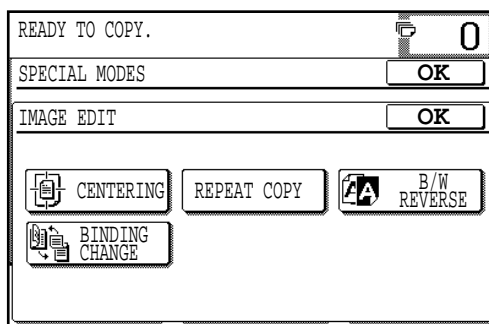 READY TO COPY.
0
SPECIAL MODES
OK
IMAGE EDIT
OK
CENTERING
REPEAT COPY
B/W
REVERSE
BINDING
CHANGE